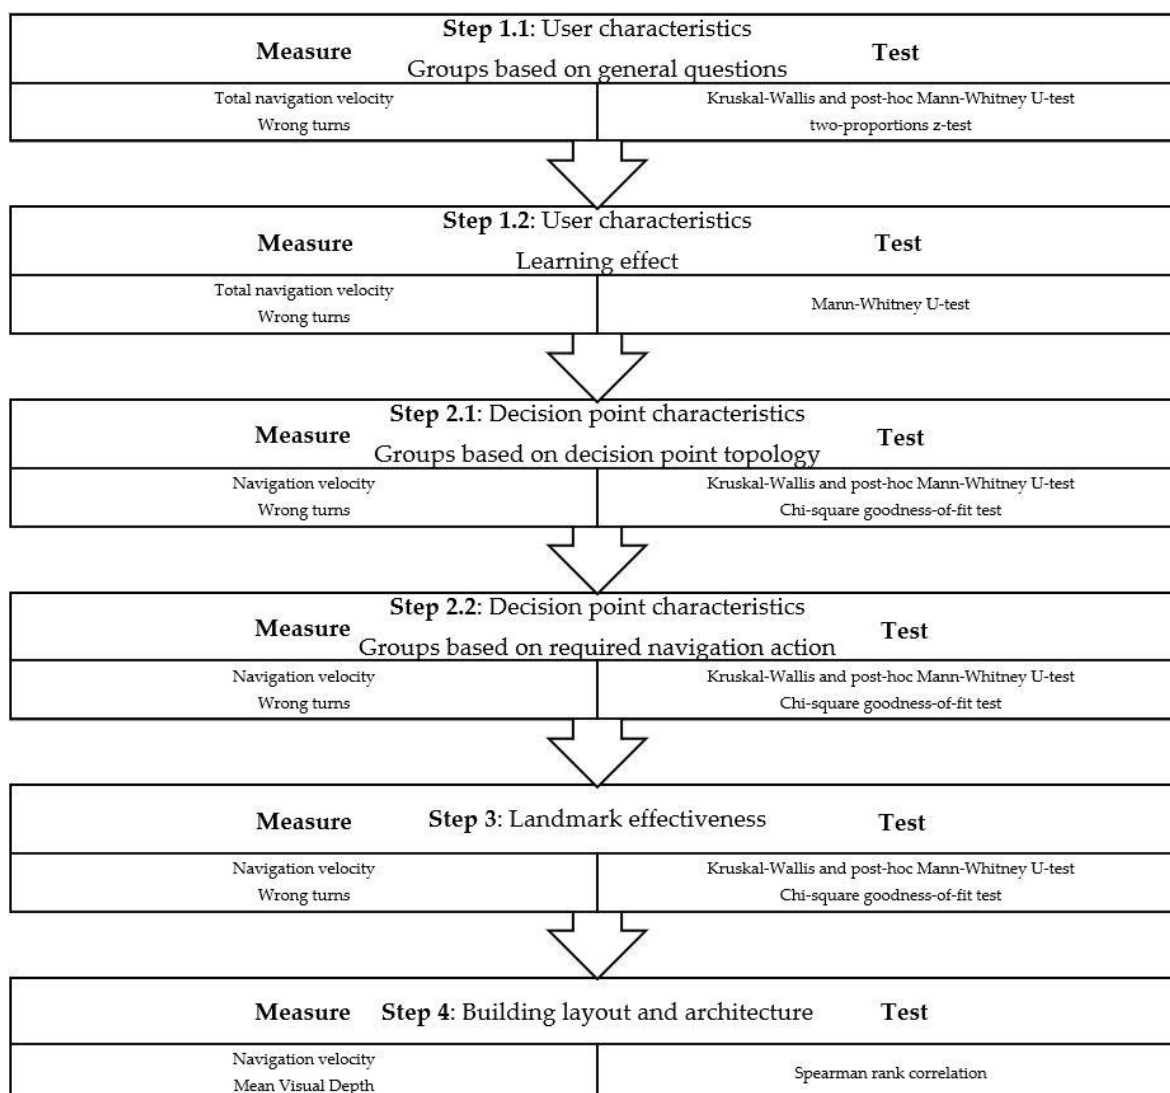 Step 1.1: User characteristics
Measure
Test
Groups based on general questions
Total navigation velocity
Wrong turns
Kruskal-Wallis and post-hoc Mann-Whitney U-test
two-proportions z-test
Step 1.2: User characteristics
Measure
Test
Learning effect
Total navigation velocity
Wrong turns
Mann-Whitney U-test
Step 2.1: Decision point characteristics
Measure
Test
Groups based on decision point topology
Navigation velocity
Wrong turns
Kruskal-Wallis and post-hoc Mann-Whitney U-test
Chi-square goodness-of-fit test
Step 2.2: Decision point characteristics
Measure
Test
Groups based on required navigation action
Navigation velocity
Wrong turns
Kruskal-Wallis and post-hoc Mann-Whitney U-test
Chi-square goodness-of-fit test
Measure
Step 3: Landmark effectiveness
Test
Navigation velocity
Wrong turns
Kruskal-Wallis and post-hoc Mann-Whitney U-test
Chi-square goodness-of-fit test
Measure
Step 4: Building layout and architecture
Test
Navigation velocity
Mean Visual Depth
Spearman rank correlation